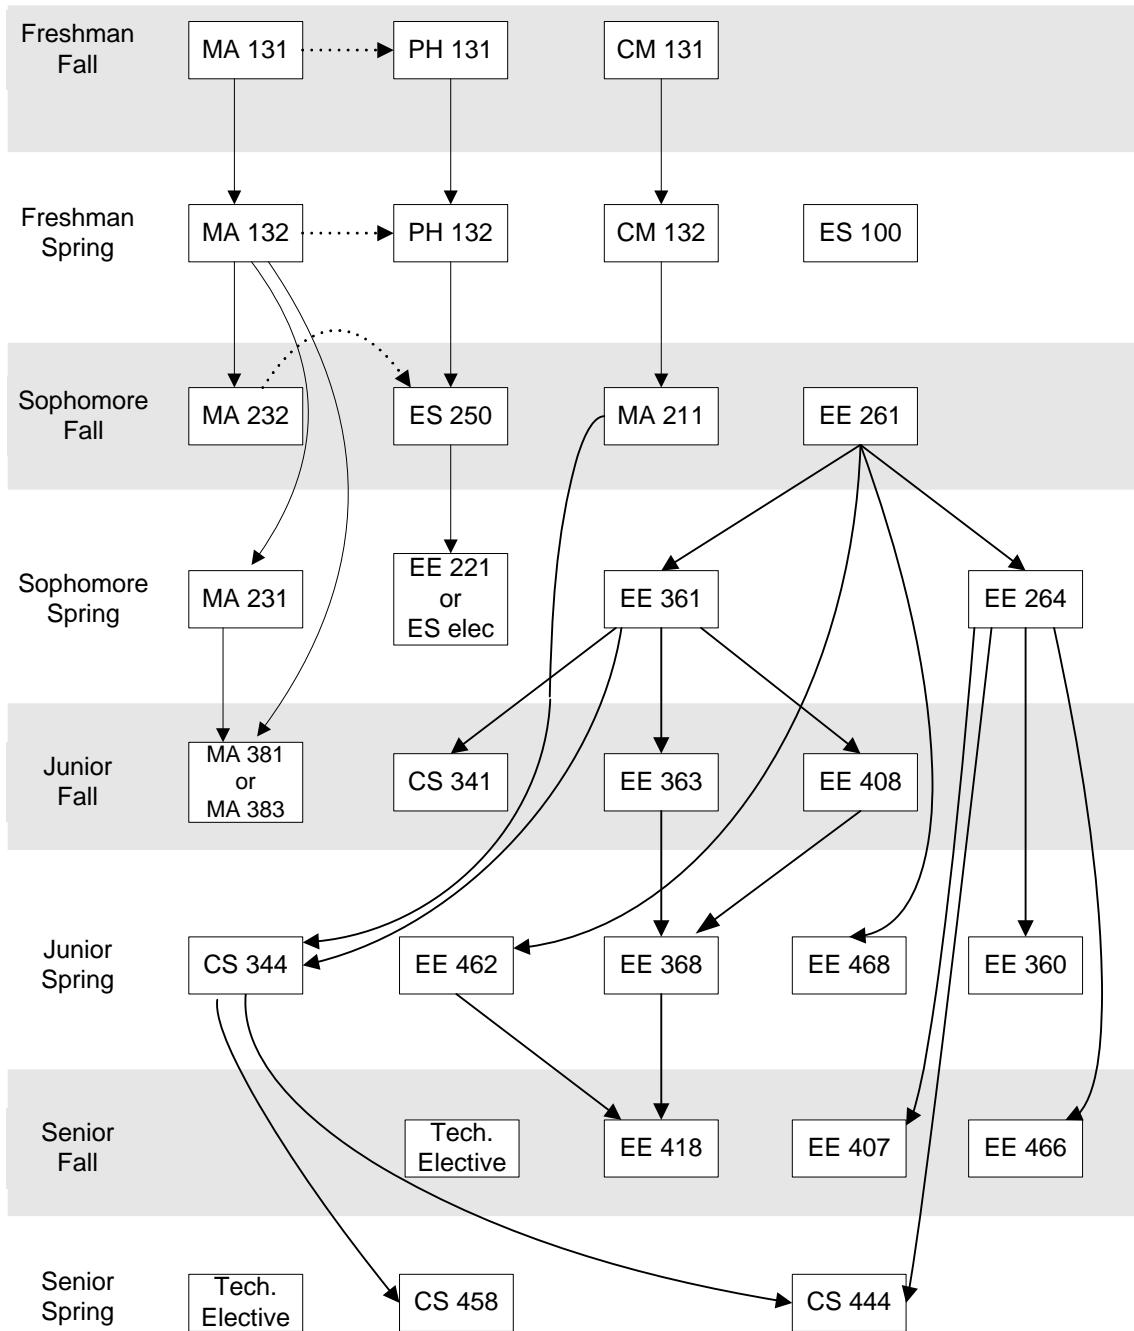 Freshman
Fall
MA 131
PH 131
CM 131
Freshman
Spring
MA 132
PH 132
CM 132
ES 100
Sophomore
Fall
MA 232
ES 250
MA 211
EE 261
Sophomore
Spring
MA 231
EE 221
or
ES elec
EE 361
EE 264
Junior
Fall
MA 381
or
MA 383
CS 341
EE 363
EE 408
Junior
Spring
CS 344
EE 462
EE 368
EE 468
EE 360
Senior
Fall
Tech.
Elective
EE 418
EE 407
EE 466
Senior
Spring
Tech.
Elective
CS 458
CS 444